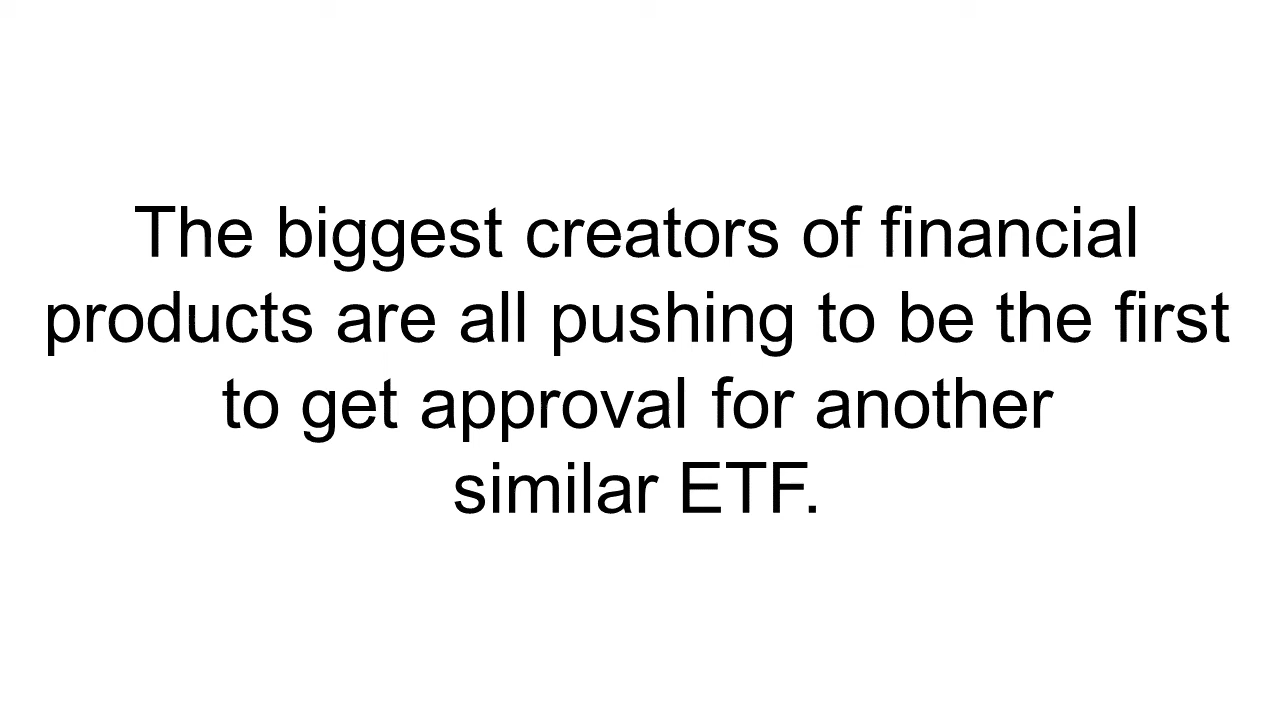 The biggest creators of financial
products are all pushing to be the first
to get approval for another
similar ETF.